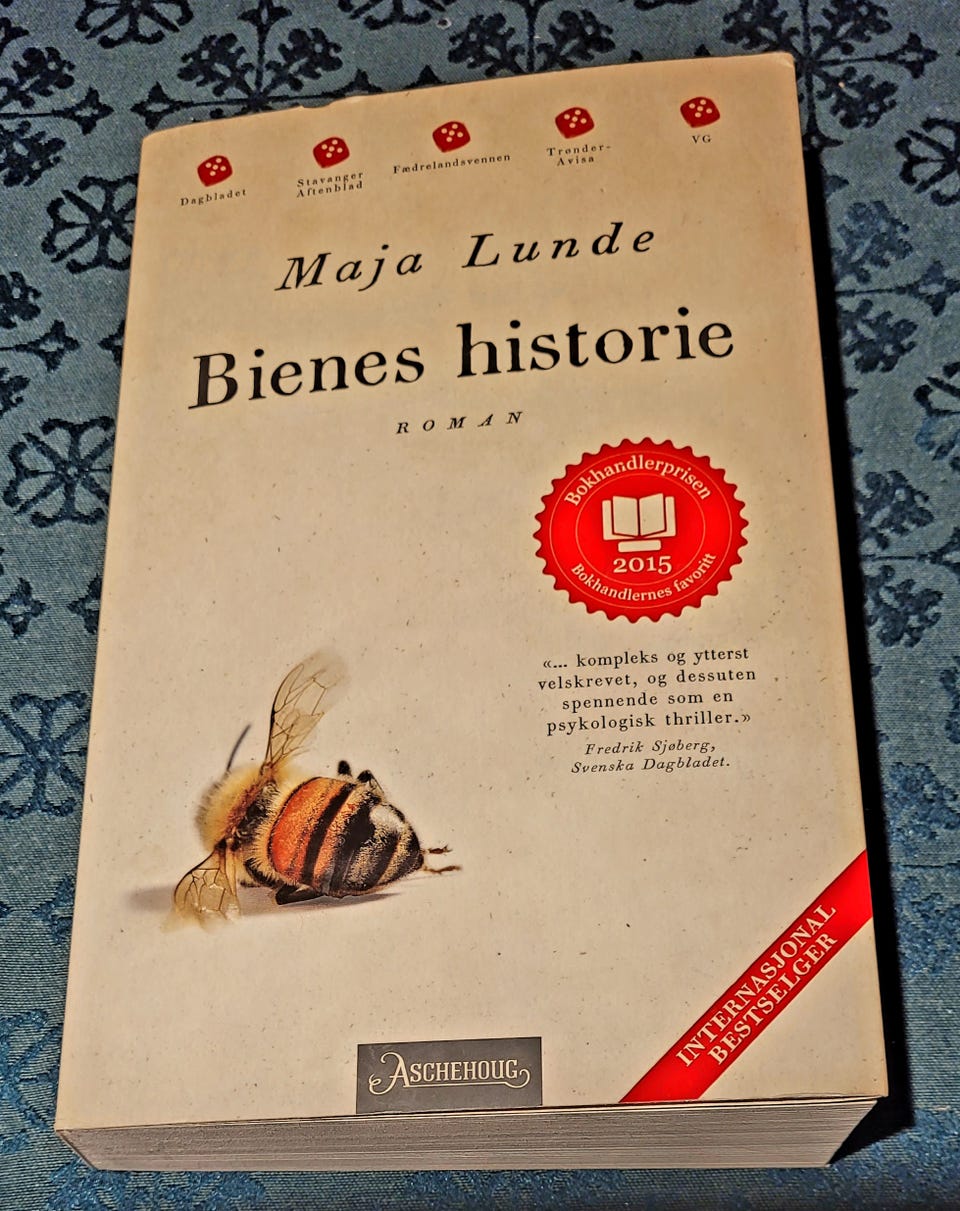 Dagbladet
Stavanger
Aftenblad
Fædrelandsvennen
Trønder-
Avisa
VG
Maja Lunde
Bienes historie
ROMAN
Bokhandlerprisen
2015
Bokhandlernes favoritt
«... kompleks og ytterst
velskrevet, og dessuten
spennende som en
psykologisk thriller.»
Fredrik Sjøberg,
Svenska Dagbladet.
INTERNASJONAL
BESTSELGER
ASCHEHOUG